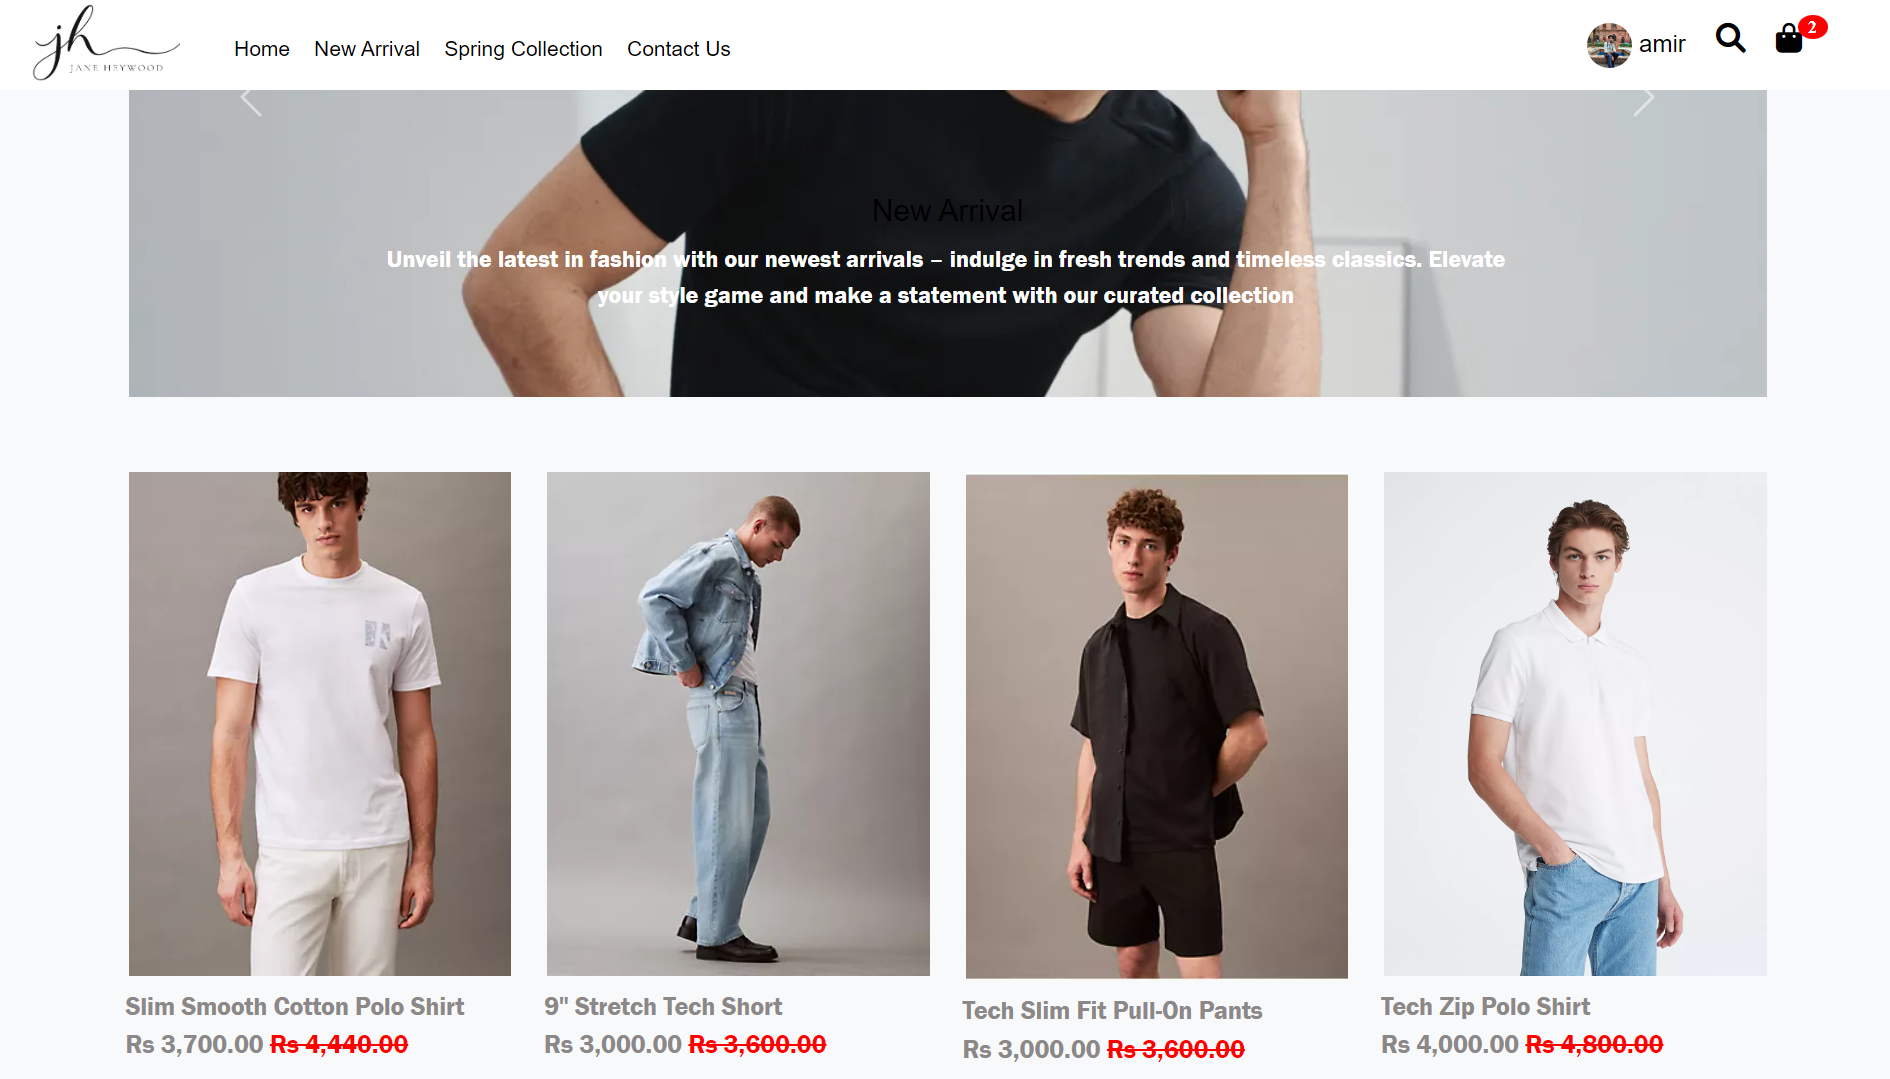 jh
JANE HEYWOOD
Home New Arrival Spring Collection Contact Us
amir
2
New Arrival
Unveil the latest in fashion with our newest arrivals – indulge in fresh trends and timeless classics. Elevate
your style game and make a statement with our curated collection
Slim Smooth Cotton Polo Shirt
Rs 3,700.00 Rs 4,440.00
9" Stretch Tech Short
Rs 3,000.00 Rs 3,600.00
Tech Slim Fit Pull-On Pants
Rs 3,000.00 Rs 3,600.00
Tech Zip Polo Shirt
Rs 4,000.00 Rs 4,800.00